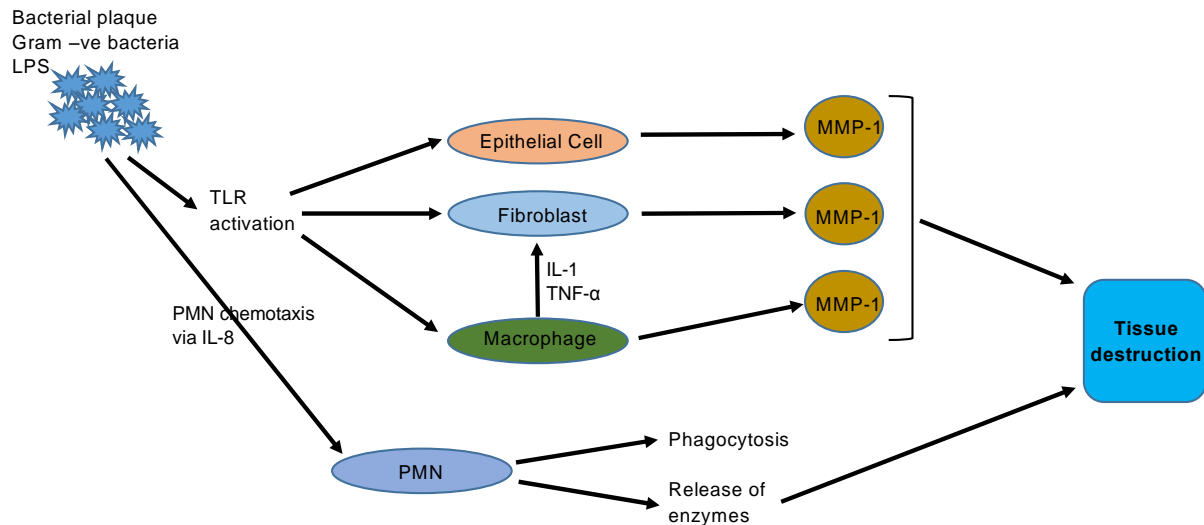 Bacterial plaque
Gram –ve bacteria
LPS
Epithelial Cell
MMP-1
TLR
activation
Fibroblast
MMP-1
IL-1
TNF-α
PMN chemotaxis
via IL-8
Macrophage
MMP-1
Tissue
destruction
PMN
Phagocytosis
Release of
enzymes